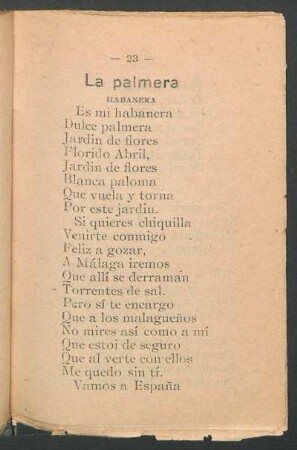 — 23 —
La palmera
HABANERA
Es mi habanera
Dulce palmera
Jardin de flores
Florido Abril,
Jardin de flores
Blanca paloma
Que vuela y torna
Por este jardin.
Si quieres chiquilla
Venirte conmigo
Feliz a gozar,
A Málaga iremos
Que allí se derraman
Torrentes de sal.
Pero sí te encargo
Que a los malagueños
No mires así como a mi
Que estoi de seguro
Que al verte con ellos
Me quedo sin tí.
Vamos a España